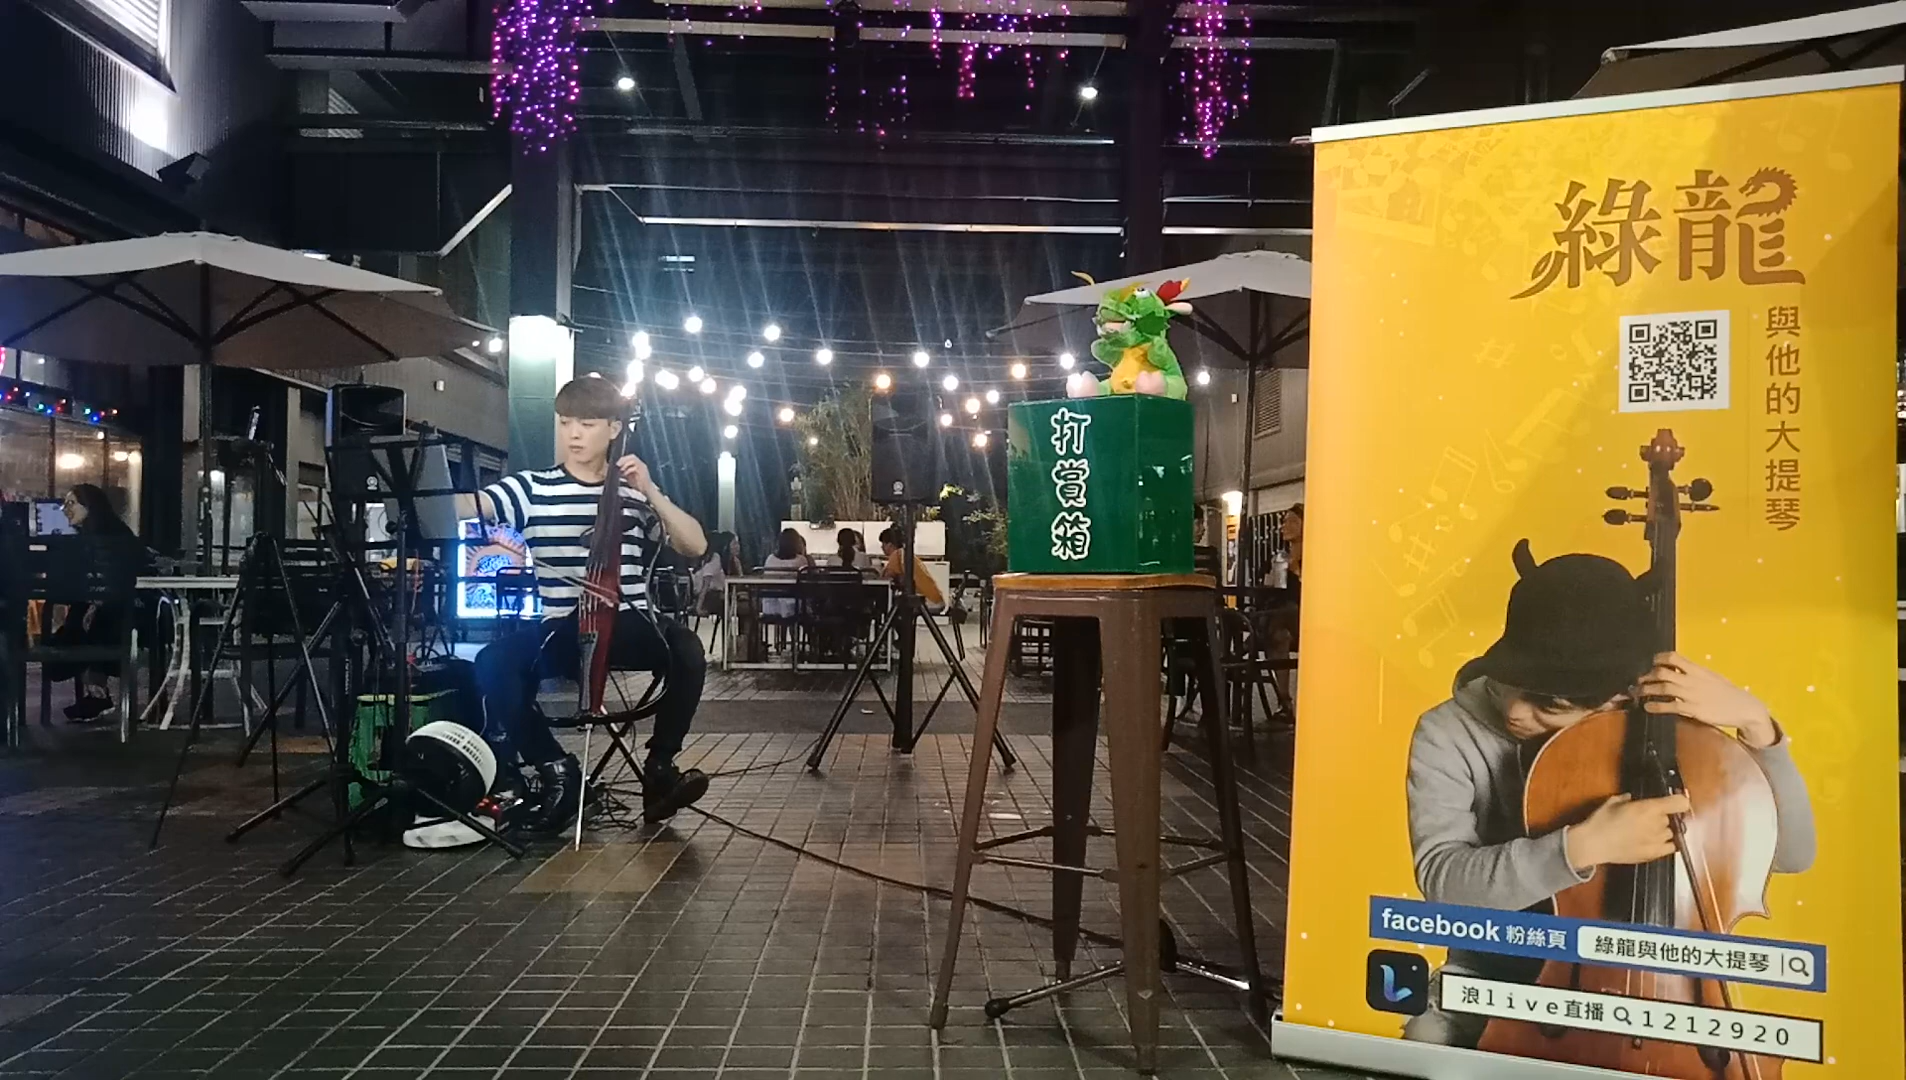 打賞箱
綠龍
與他的大提琴
facebook 粉絲頁 綠龍與他的大提琴
浪live直播 1212920